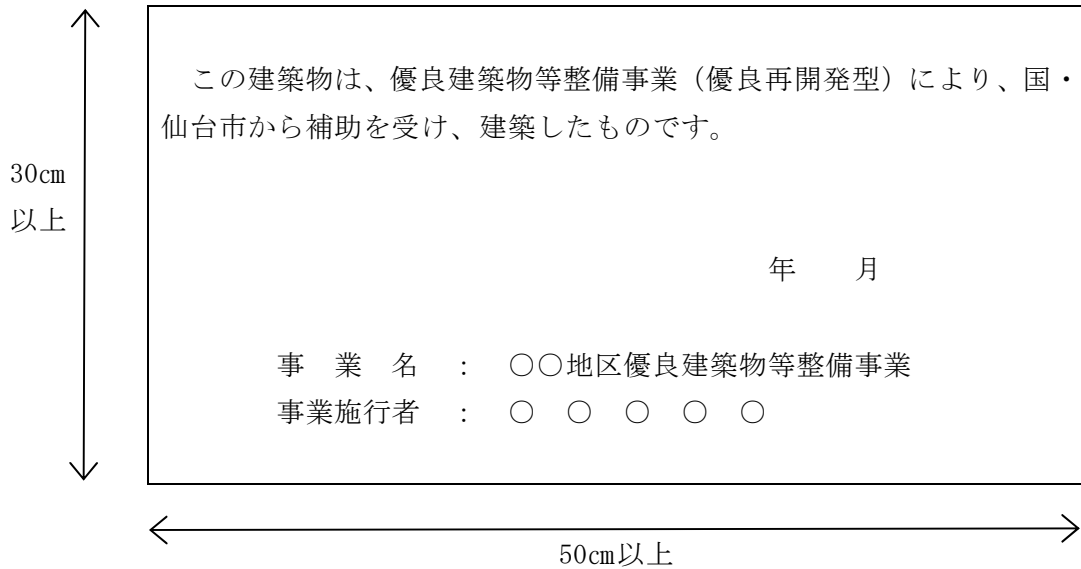 この建築物は、優良建築物等整備事業（優良再開発型）により、国・
仙台市から補助を受け、建築したものです。
30㎝
以上
年　　月
事　業　名　：　○○地区優良建築物等整備事業
事業施行者　：　○　○　○　○　○
50㎝以上